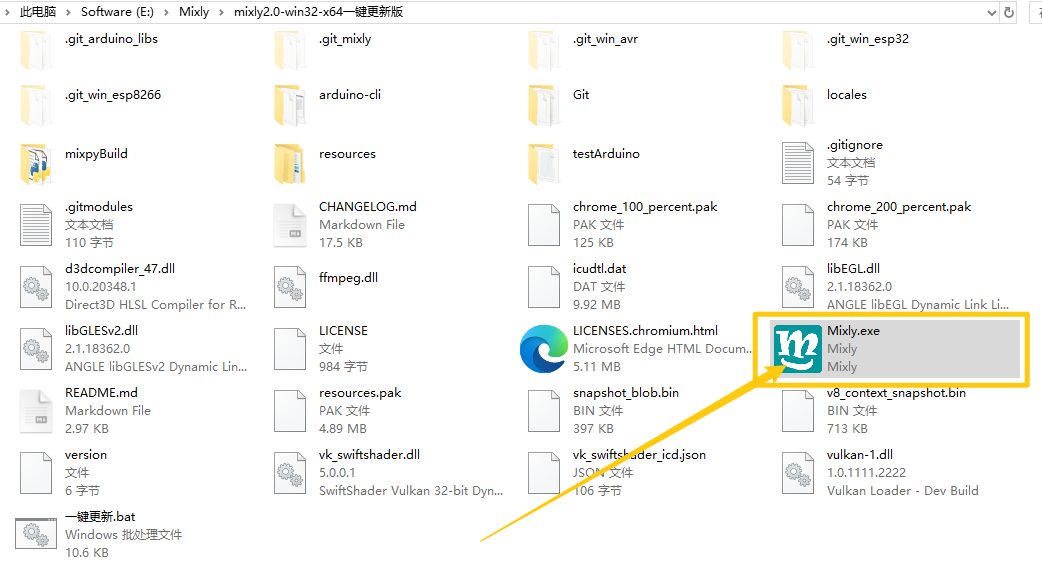 此电脑 > Software (E:) > Mixly > mixly2.0-win32-x64一键更新版
.git_arduino_libs
.git_mixly
.git_win_avr
.git_win_esp32
.git_win_esp8266
arduino-cli
Git
locales
mixpyBuild
resources
testArduino
.gitignore
文本文档
54 字节
.gitmodules
文本文档
110 字节
CHANGELOG.md
Markdown File
17.5 KB
chrome_100_percent.pak
PAK 文件
125 KB
chrome_200_percent.pak
PAK 文件
174 KB
d3dcompiler_47.dll
10.0.20348.1
Direct3D HLSL Compiler for R...
ffmpeg.dll
icudtl.dat
DAT 文件
9.92 MB
libEGL.dll
2.1.18362.0
ANGLE libEGL Dynamic Link Li...
libGLESv2.dll
2.1.18362.0
ANGLE libGLESv2 Dynamic Lin...
LICENSE
文件
984 字节
LICENSES.chromium.html
Microsoft Edge HTML Docum...
5.11 MB
m
Mixly.exe
Mixly
Mixly
README.md
Markdown File
2.97 KB
resources.pak
PAK 文件
4.89 MB
snapshot_blob.bin
BIN 文件
397 KB
v8_context_snapshot.bin
BIN 文件
713 KB
version
文件
6 字节
vk_swiftshader.dll
5.0.0.1
SwiftShader Vulkan 32-bit Dyn...
vk_swiftshader_icd.json
JSON 文件
106 字节
vulkan-1.dll
1.0.1111.2222
Vulkan Loader - Dev Build
一键更新.bat
Windows 批处理文件
10.6 KB